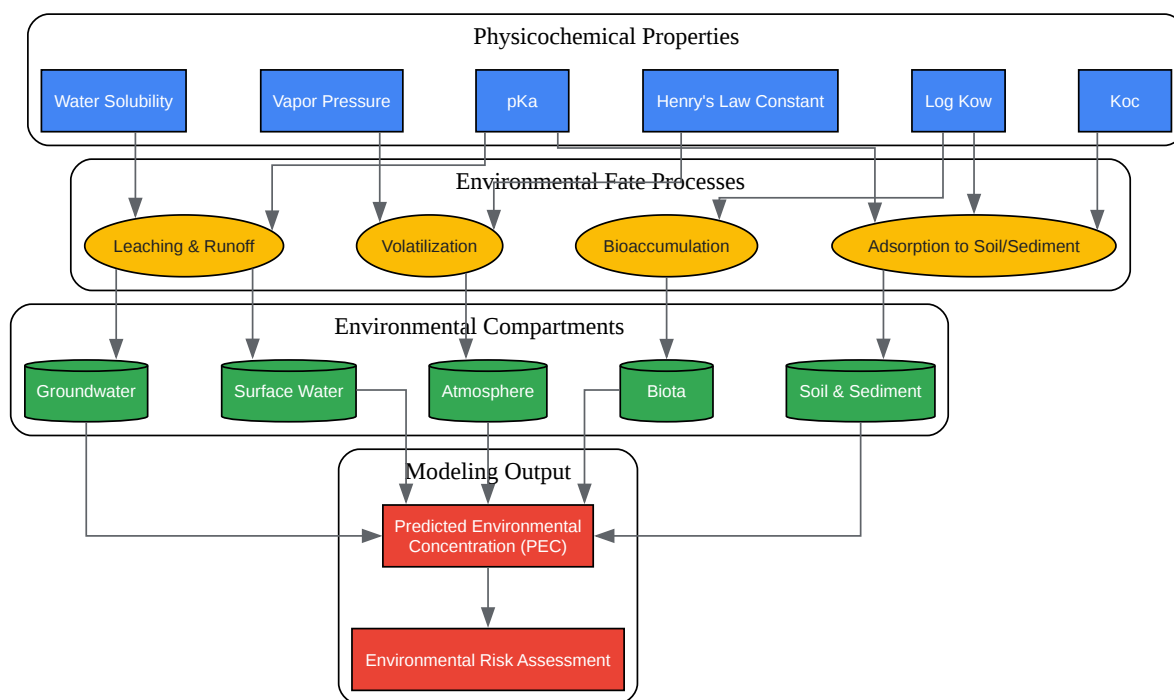 Physicochemical Properties
Water Solubility
Vapor Pressure
pKa
Henry's Law Constant
Log Kow
Koc
Environmental Fate Processes
Leaching & Runoff
Volatilization
Bioaccumulation
Adsorption to Soil/Sediment
Environmental Compartments
Groundwater
Surface Water
Atmosphere
Biota
Soil & Sediment
Modeling Output
Predicted Environmental
Concentration (PEC)
Environmental Risk Assessment